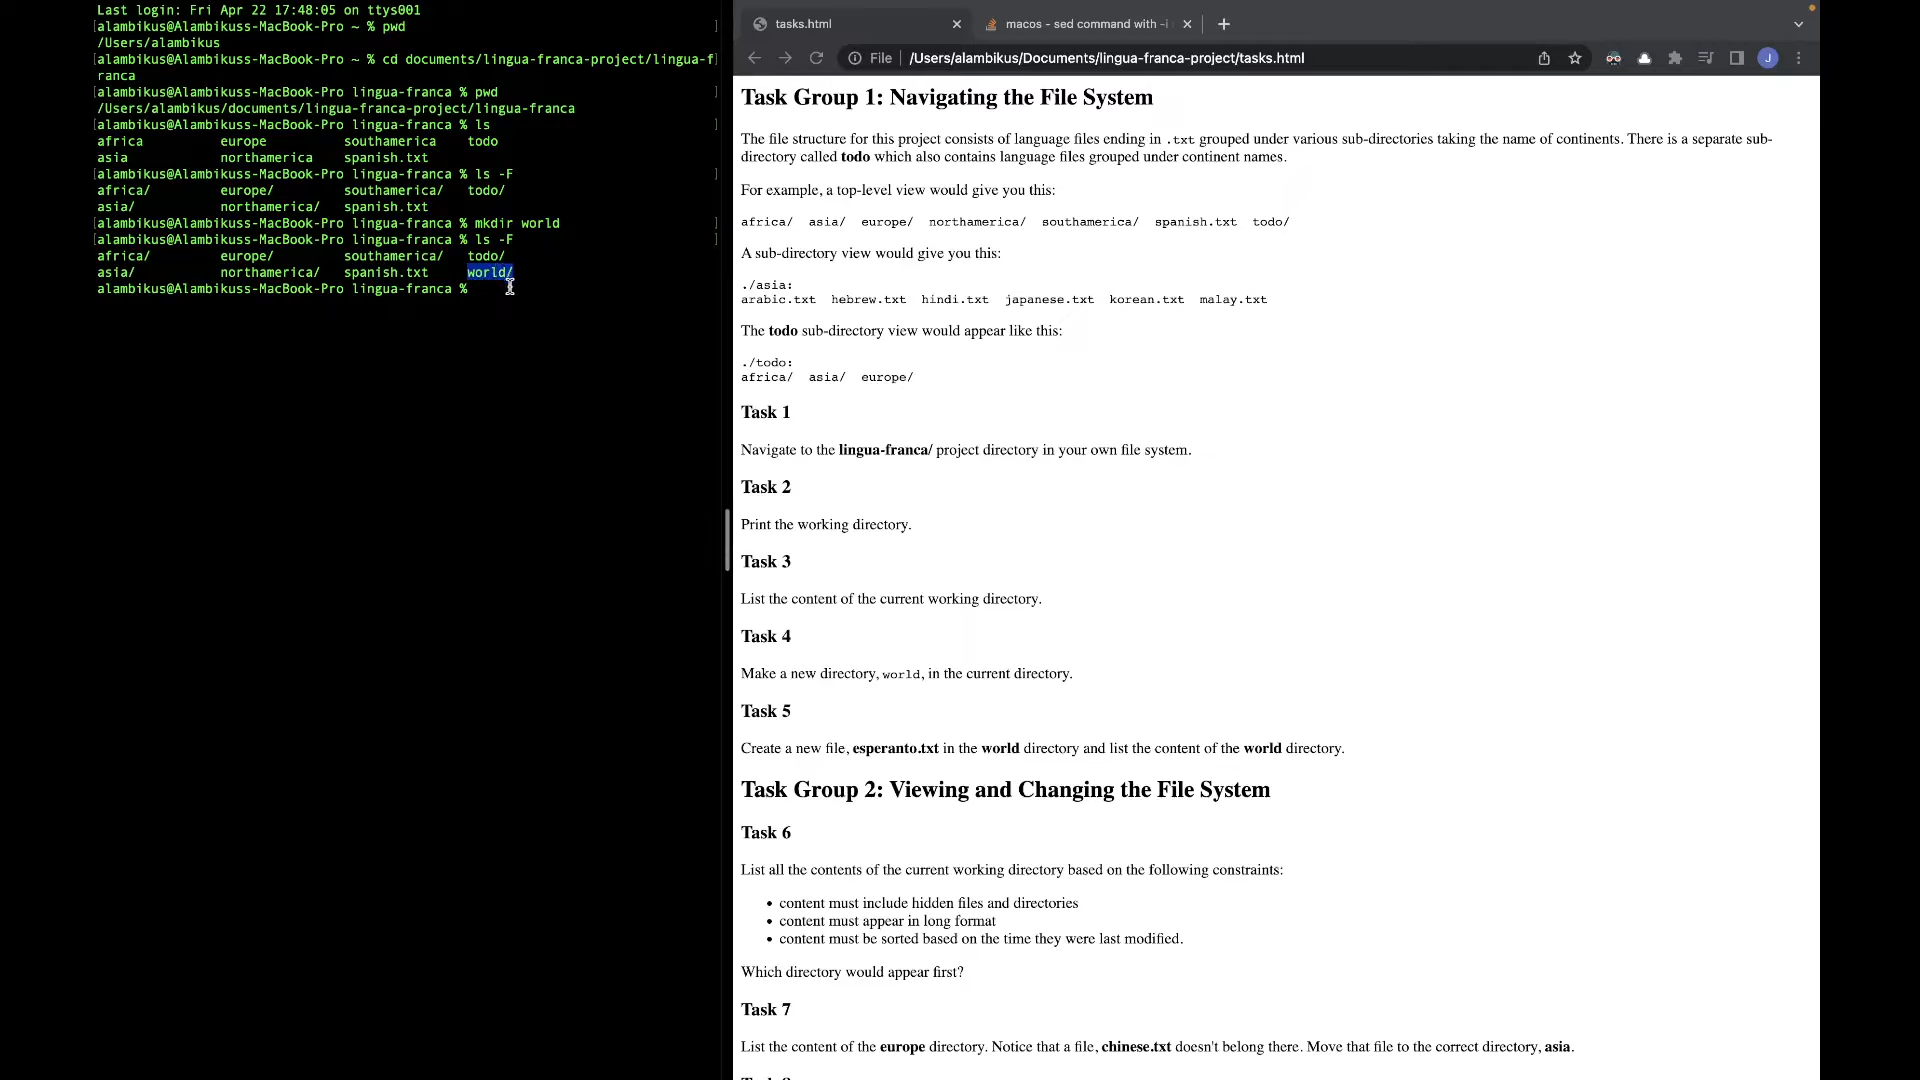 Last login: Fri Apr 22 17:48:05 on ttys001
[alambikus@Alambikuss-MacBook-Pro ~ % pwd ]
/Users/alambikus
[alambikus@Alambikuss-MacBook-Pro ~ % cd documents/lingua-franca-project/lingua-f]
ranca
[alambikus@Alambikuss-MacBook-Pro lingua-franca % pwd ]
/Users/alambikus/documents/lingua-franca-project/lingua-franca
[alambikus@Alambikuss-MacBook-Pro lingua-franca % ls ]
africa europe southamerica todo
asia northamerica spanish.txt
[alambikus@Alambikuss-MacBook-Pro lingua-franca % ls -F ]
africa/ europe/ southamerica/ todo/
asia/ northamerica/ spanish.txt
[alambikus@Alambikuss-MacBook-Pro lingua-franca % mkdir world ]
[alambikus@Alambikuss-MacBook-Pro lingua-franca % ls -F ]
africa/ europe/ southamerica/ todo/
asia/ northamerica/ spanish.txt world/
alambikus@Alambikuss-MacBook-Pro lingua-franca %
tasks.html
macos - sed command with -i
File /Users/alambikus/Documents/lingua-franca-project/tasks.html
J
Task Group 1: Navigating the File System
The file structure for this project consists of language files ending in .txt grouped under various sub-directories taking the name of continents. There is a separate sub-
directory called todo which also contains language files grouped under continent names.
For example, a top-level view would give you this:
africa/ asia/ europe/ northamerica/ southamerica/ spanish.txt todo/
A sub-directory view would give you this:
./asia:
arabic.txt hebrew.txt hindi.txt japanese.txt korean.txt malay.txt
The todo sub-directory view would appear like this:
./todo:
africa/ asia/ europe/
Task 1
Navigate to the lingua-franca/ project directory in your own file system.
Task 2
Print the working directory.
Task 3
List the content of the current working directory.
Task 4
Make a new directory, world, in the current directory.
Task 5
Create a new file, esperanto.txt in the world directory and list the content of the world directory.
Task Group 2: Viewing and Changing the File System
Task 6
List all the contents of the current working directory based on the following constraints:
• content must include hidden files and directories
• content must appear in long format
• content must be sorted based on the time they were last modified.
Which directory would appear first?
Task 7
List the content of the europe directory. Notice that a file, chinese.txt doesn't belong there. Move that file to the correct directory, asia.